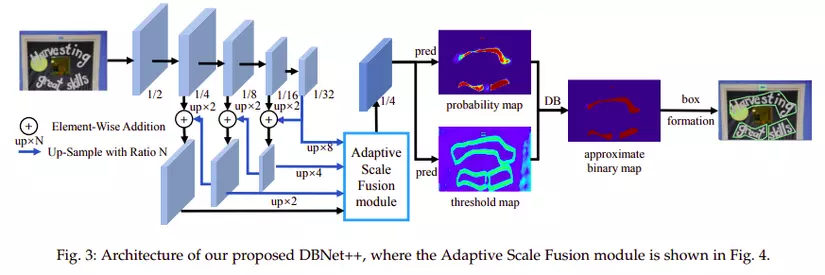 Harvesting
great skills
1/2
1/4
1/8
1/16
1/32
up×2
up×2
up×2
Element-Wise Addition
up×N
Up-Sample with Ratio N
up×8
up×4
up×2
Adaptive
Scale
Fusion
module
1/4
pred
pred
probability map
threshold map
DB
approximate
binary map
box
formation
Harvesting
great skills
Fig. 3: Architecture of our proposed DBNet++, where the Adaptive Scale Fusion module is shown in Fig. 4.